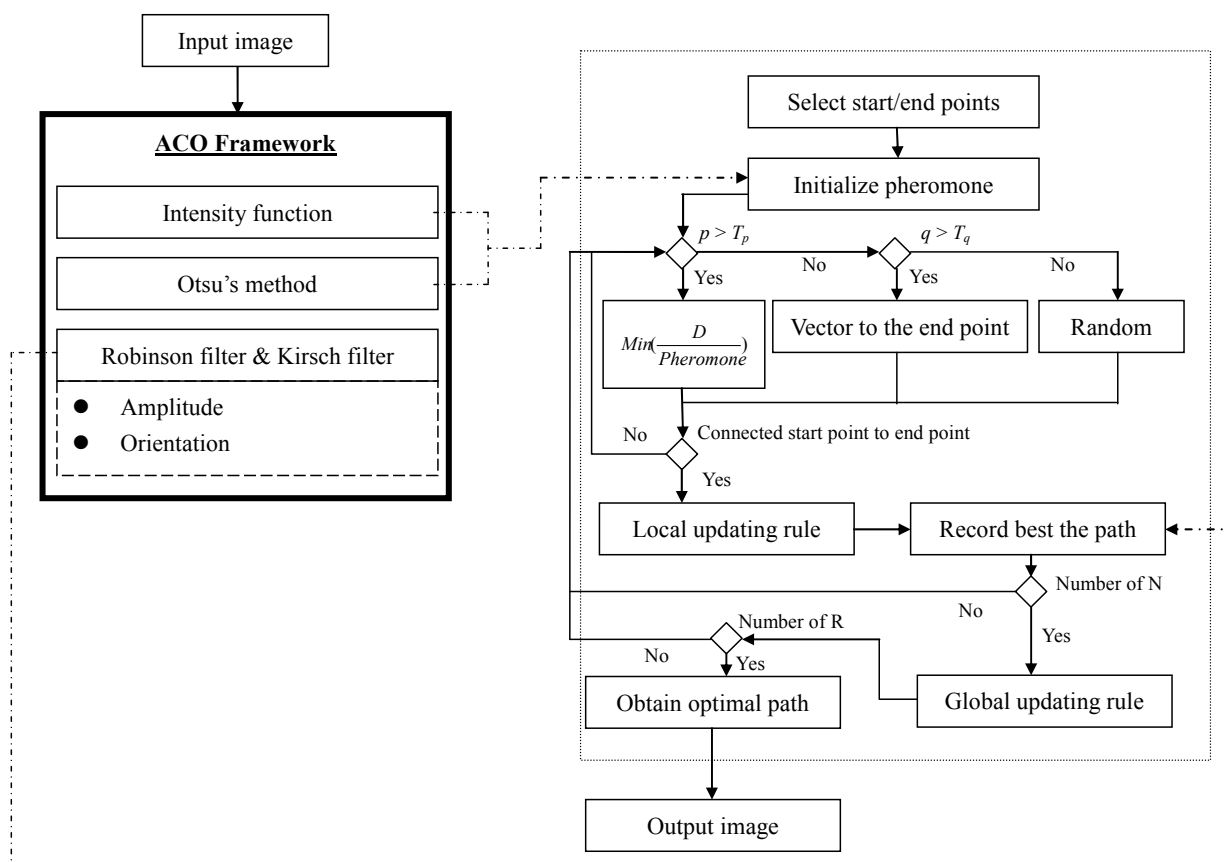 Input image
ACO Framework
Intensity function
Otsu’s method
Robinson filter & Kirsch filter
● Amplitude
● Orientation
Select start/end points
Initialize pheromone
p > Tp
No
Yes
q > Tq
No
Yes
Min(D/Pheromone)
Vector to the end point
Random
Connected start point to end point
No
Yes
Local updating rule
Record best the path
Number of N
No
Yes
Number of R
No
Yes
Obtain optimal path
Global updating rule
Output image